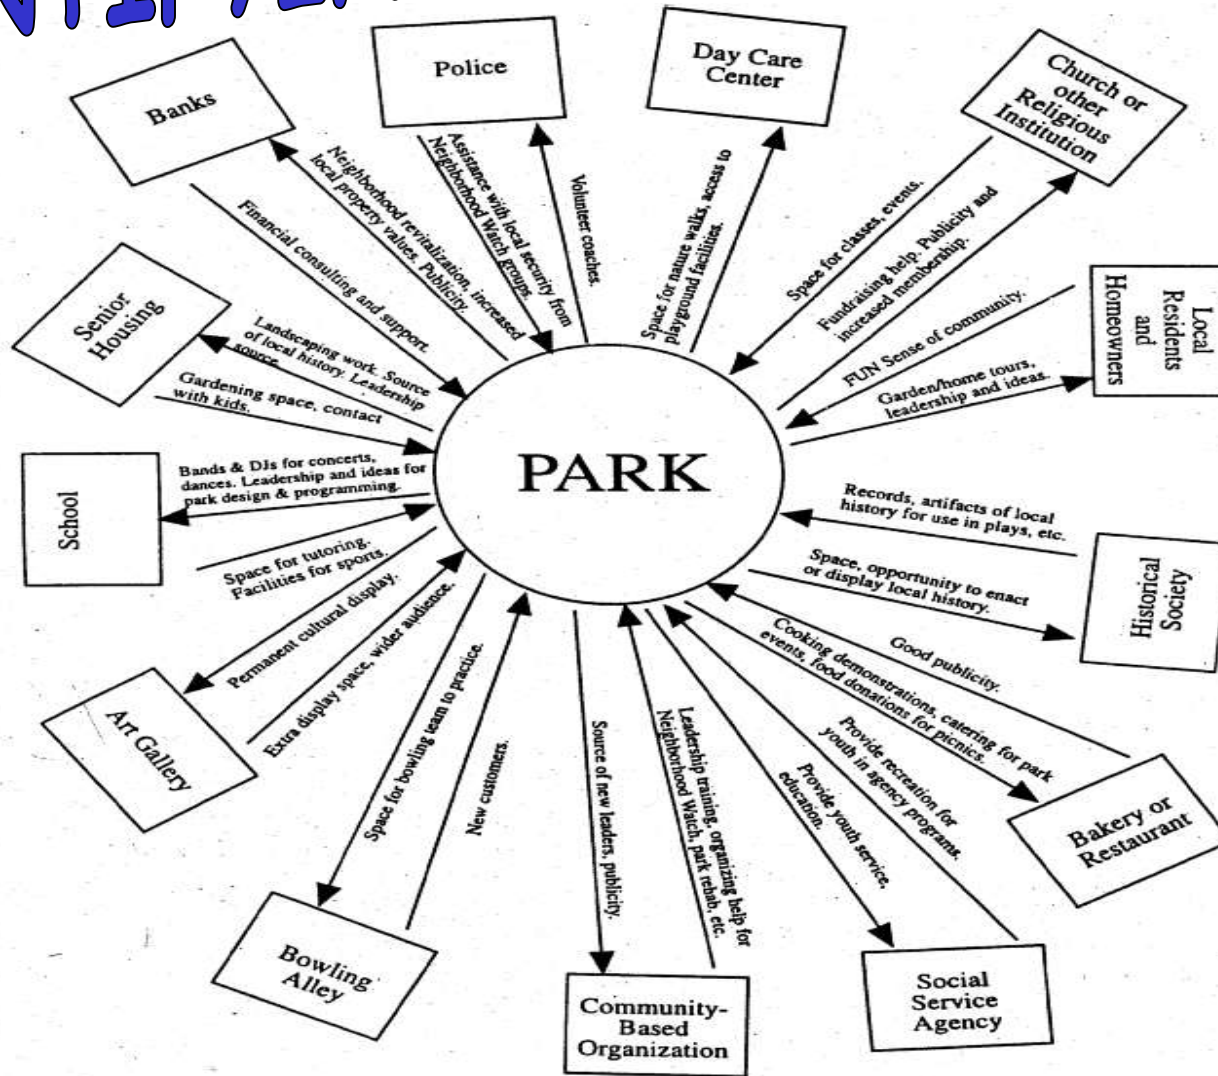 Banks
Police
Day Care
Center
Church or
other
Religious
Institution
Neighborhood revitalization, increased
local property values. Publicity.
Financial consulting and support.
Assistance with local security from
Neighborhood Watch groups.
Volunteer coaches.
Space for nature walks, access to
playground facilities.
Space for classes, events.
Fundraising help. Publicity and
increased membership.
Senior
Housing
Landscaping work. Source
of local history. Leadership
source.
Gardening space, contact
with kids.
FUN Sense of community.
Garden/home tours,
leadership and ideas.
Local
Residents
and
Homeowners
PARK
School
Bands & DJs for concerts,
dances. Leadership and ideas for
park design & programming.
Space for tutoring.
Facilities for sports.
Records, artifacts of local
history for use in plays, etc.
Space, opportunity to enact
or display local history.
Historical
Society
Art Gallery
Permanent cultural display.
Extra display space, wider audience.
Space for bowling team to practice.
New customers.
Bowling
Alley
Source of new leaders, publicity.
Leadership training, organizing help for
Neighborhood Watch, park rehab, etc.
Community-
Based
Organization
Provide youth service,
education.
Provide recreation for
youth in agency programs.
Social
Service
Agency
Good publicity.
Cooking demonstrations, catering for park
events, food donations for picnics.
Bakery or
Restaurant